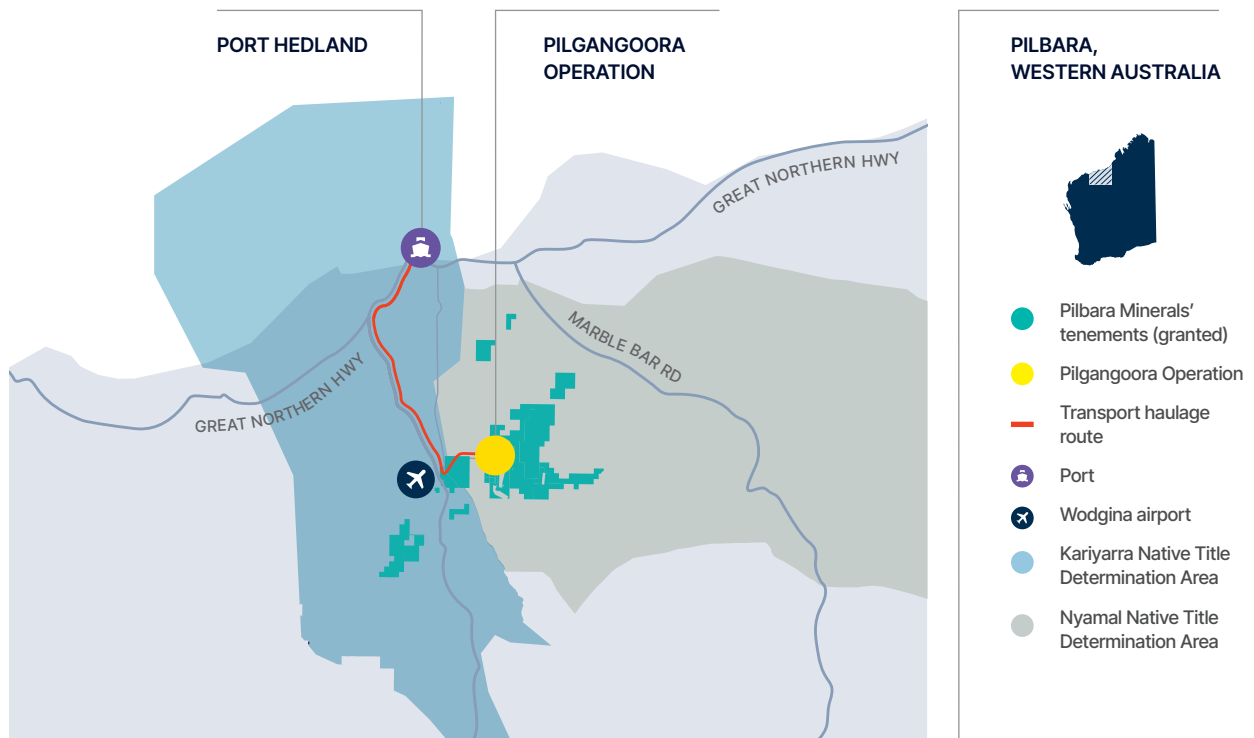 PORT HEDLAND
PILGANGOORA
OPERATION
PILBARA,
WESTERN AUSTRALIA
GREAT NORTHERN HWY
MARBLE BAR RD
GREAT NORTHERN HWY
Pilbara Minerals’
tenements (granted)
Pilgangoora Operation
Transport haulage
route
Port
Wodgina airport
Kariyarra Native Title
Determination Area
Nyamal Native Title
Determination Area